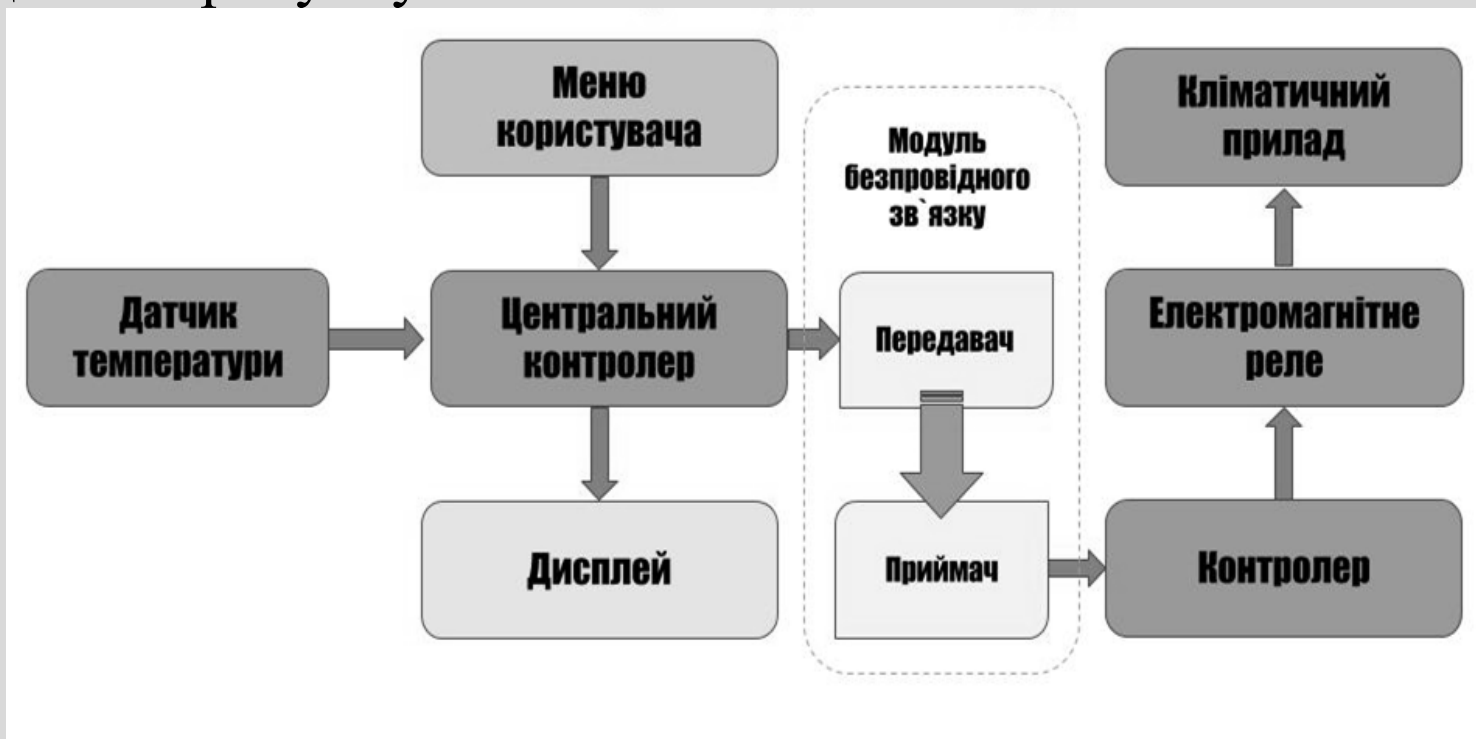 Меню
користувача
Кліматичний
прилад
Модуль
безпровідного
зв`язку
Датчик
температури
Центральний
контролер
Передавач
Електромагнітне
реле
Дисплей
Приймач
Контролер